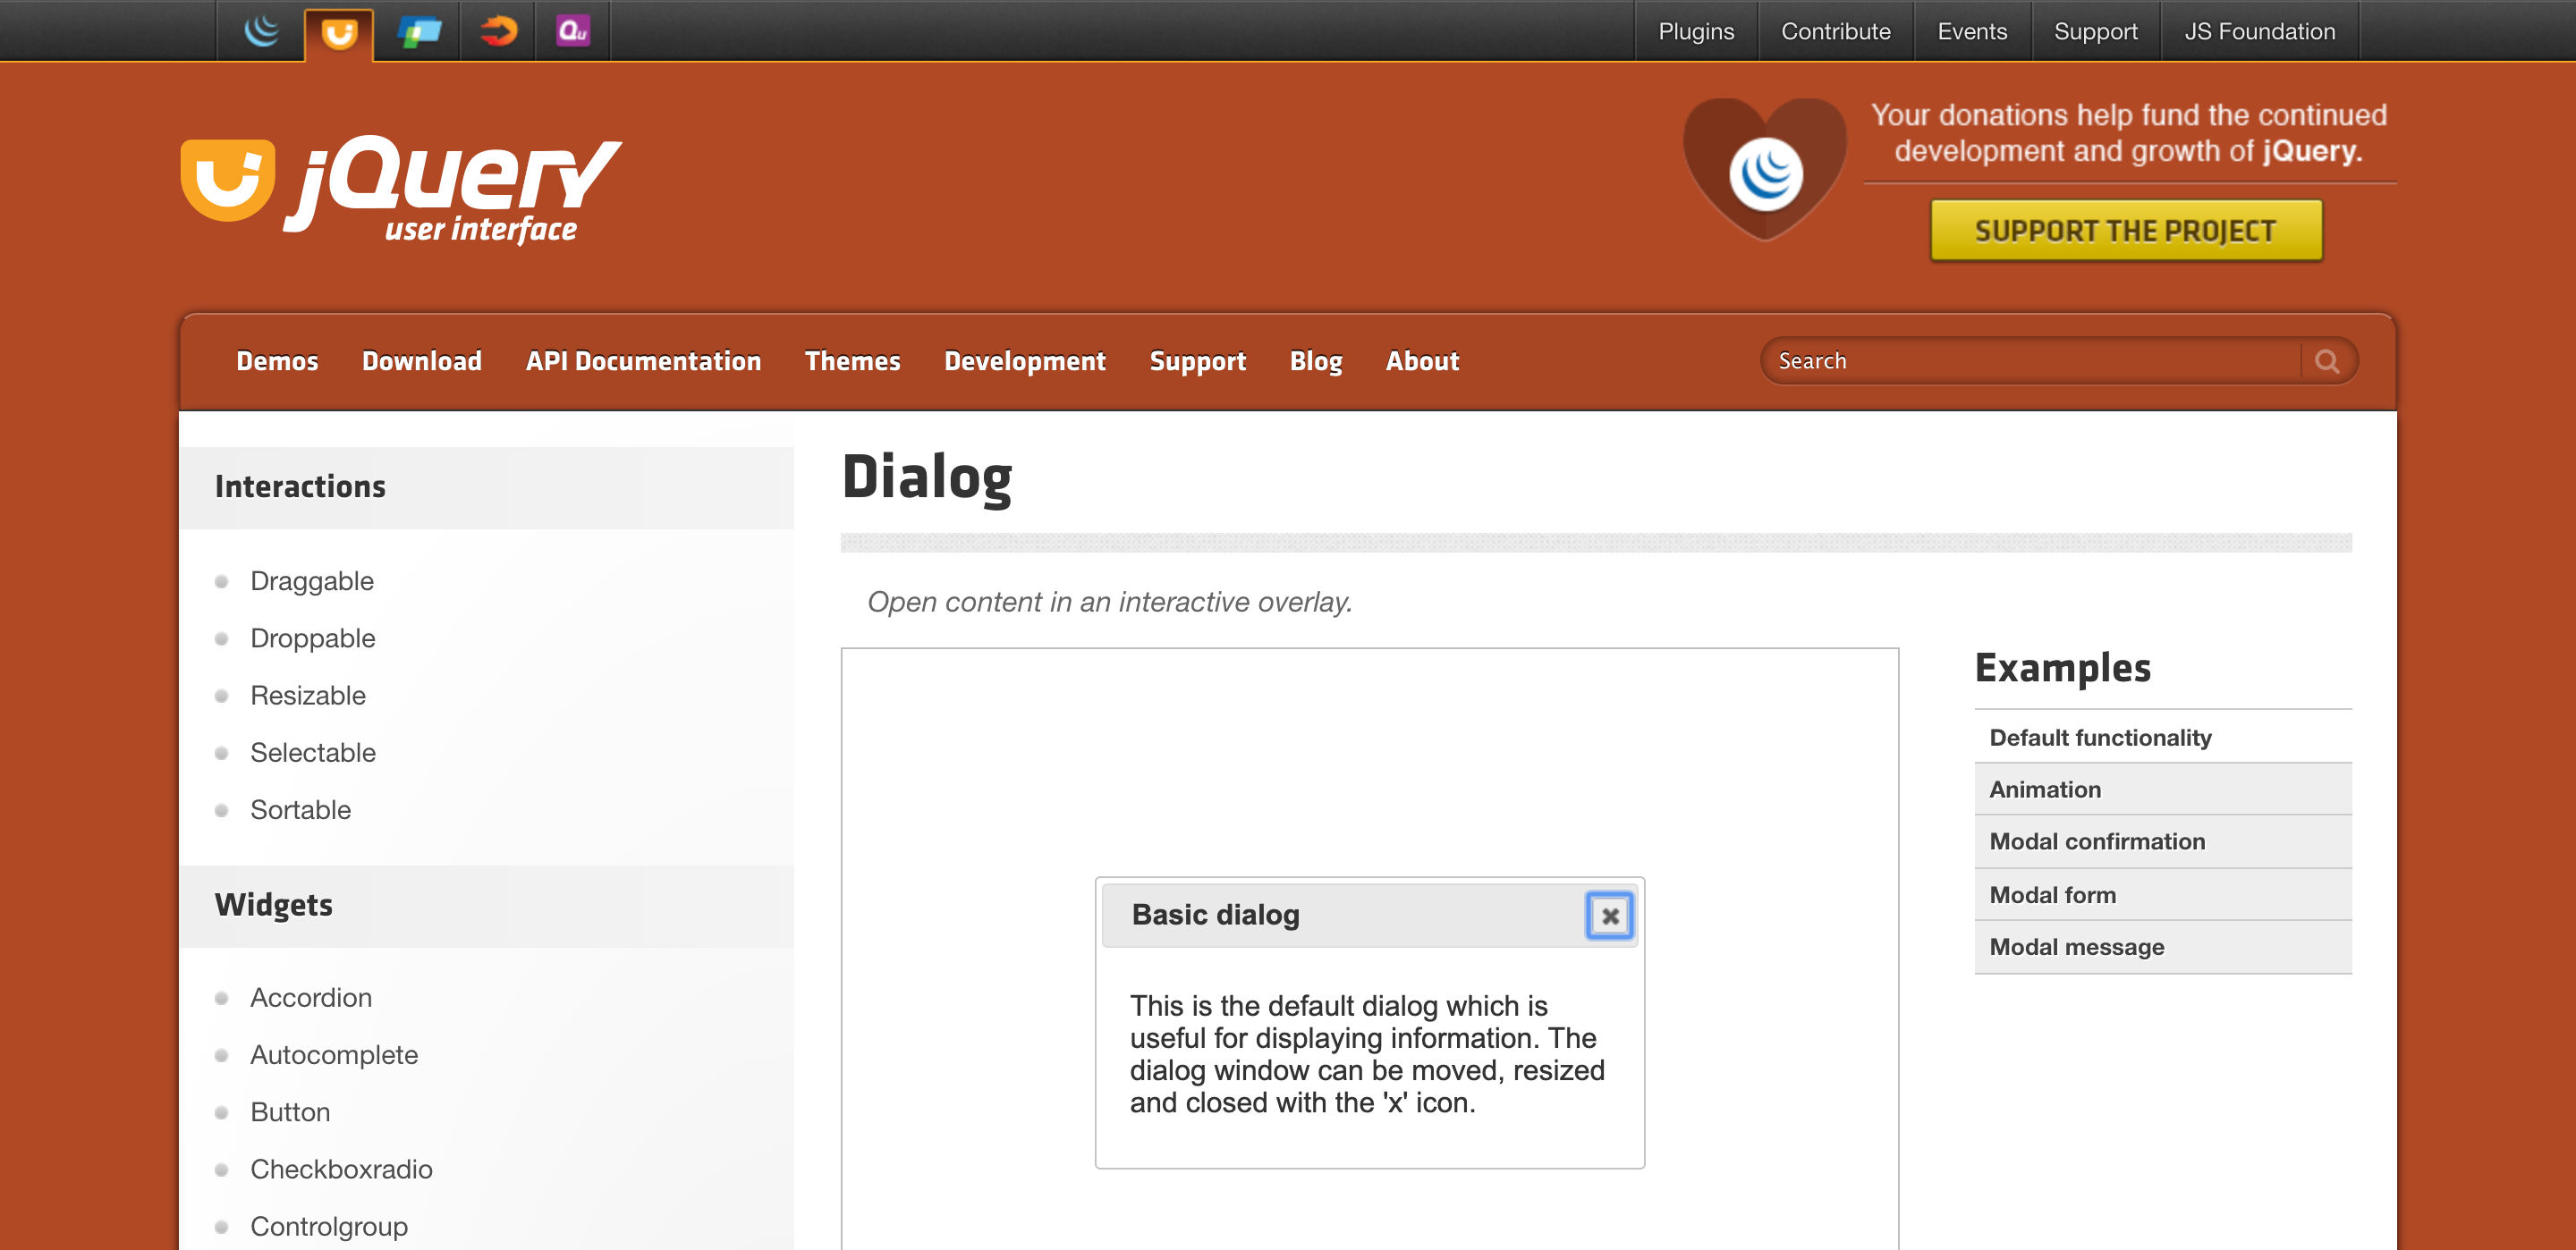 Qu
Plugins
Contribute
Events
Support
JS Foundation
jQuery
user interface
Your donations help fund the continued
development and growth of jQuery.
SUPPORT THE PROJECT
Demos
Download
API Documentation
Themes
Development
Support
Blog
About
Search
Interactions
Draggable
Droppable
Resizable
Selectable
Sortable
Widgets
Accordion
Autocomplete
Button
Checkboxradio
Controlgroup
Dialog
Open content in an interactive overlay.
Basic dialog
This is the default dialog which is
useful for displaying information. The
dialog window can be moved, resized
and closed with the 'x' icon.
Examples
Default functionality
Animation
Modal confirmation
Modal form
Modal message